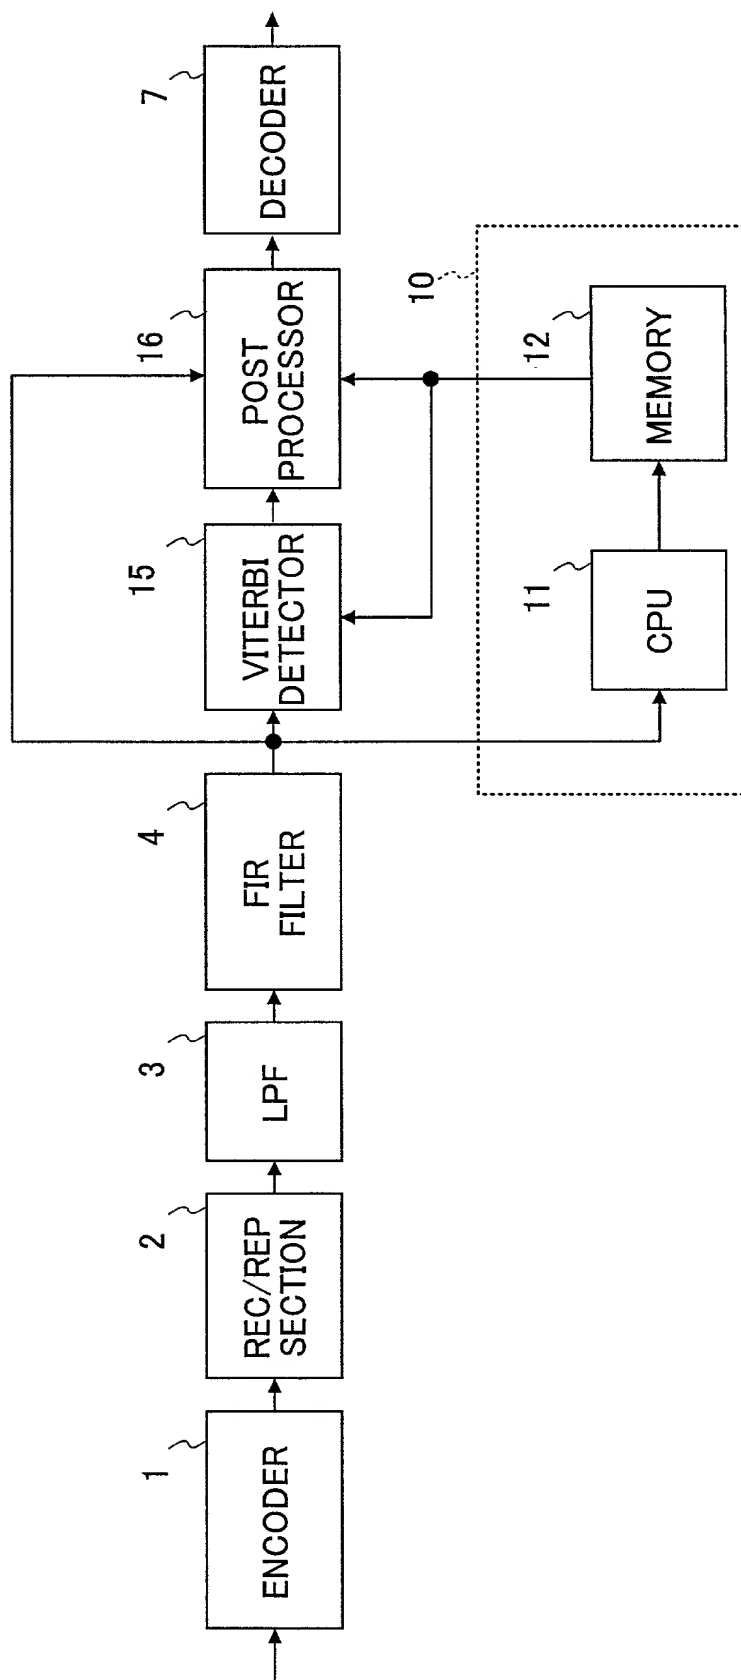 1
ENCODER
2
REC/REP
SECTION
3
LPF
4
FIR
FILTER
15
VITERBI
DETECTOR
16
POST
PROCESSOR
7
DECODER
10
11
CPU
12
MEMORY